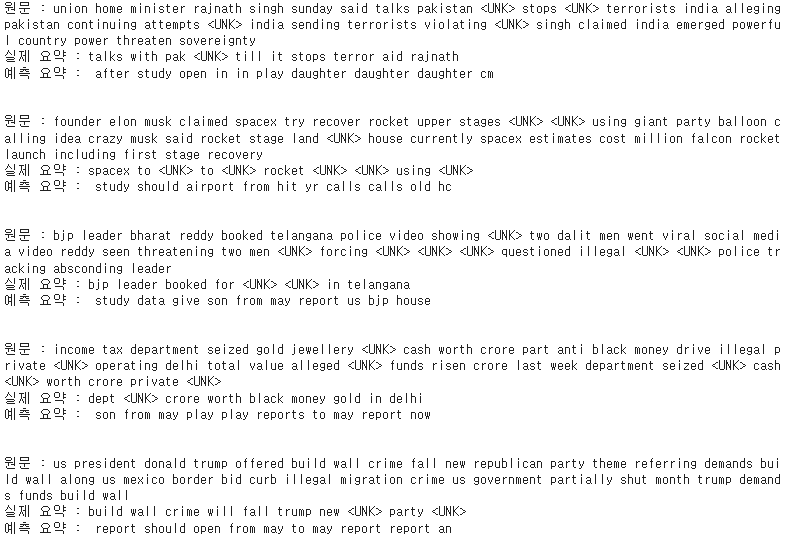 원문 : union home minister rajnath singh sunday said talks pakistan <UNK> stops <UNK> terrorists india alleging
pakistan continuing attempts <UNK> india sending terrorists violating <UNK> singh claimed india emerged powerfu
l country power threaten sovereignty
실제 요약 : talks with pak <UNK> till it stops terror aid rajnath
예측 요약 :  after study open in in play daughter daughter daughter cm
원문 : founder elon musk claimed spacex try recover rocket upper stages <UNK> <UNK> using giant party balloon c
alling idea crazy musk said rocket stage land <UNK> house currently spacex estimates cost million falcon rocket
launch including first stage recovery
실제 요약 : spacex to <UNK> to <UNK> rocket <UNK> <UNK> using <UNK>
예측 요약 :  study should airport from hit yr calls calls old hc
원문 : bjp leader bharat reddy booked telangana police video showing <UNK> two dalit men went viral social medi
a video reddy seen threatening two men <UNK> forcing <UNK> <UNK> <UNK> questioned illegal <UNK> <UNK> police tr
acking absconding leader
실제 요약 : bjp leader booked for <UNK> <UNK> in telangana
예측 요약 :  study data give son from may report us bjp house
원문 : income tax department seized gold jewellery <UNK> cash worth crore part anti black money drive illegal p
rivate <UNK> operating delhi total value alleged <UNK> funds risen crore last week department seized <UNK> cash
<UNK> worth crore private <UNK>
실제 요약 : dept <UNK> crore worth black money gold in delhi
예측 요약 :  son from may play play reports to may report now
원문 : us president donald trump offered build wall crime fall new republican party theme referring demands bui
ld wall along us mexico border bid curb illegal migration crime us government partially shut month trump demand
s funds build wall
실제 요약 : build wall crime will fall trump new <UNK> party <UNK>
예측 요약 :  report should open from may to may report report an